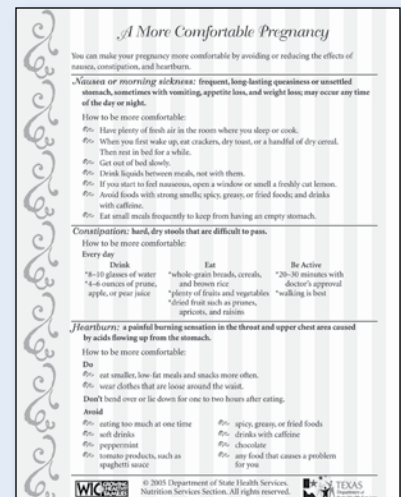 A More Comfortable Pregnancy
You can make your pregnancy more comfortable by avoiding or reducing the effects of
nausea, constipation, and heartburn.
Nausea or morning sickness: frequent, long-lasting queasiness or unsettled
stomach, sometimes with vomiting, appetite loss, and weight loss; may occur any time
of the day or night.
How to be more comfortable:
Have plenty of fresh air in the room where you sleep or cook.
When you first wake up, eat crackers, dry toast, or a handful of dry cereal.
Then rest in bed for a while.
Get out of bed slowly.
Drink liquids between meals, not with them.
If you start to feel nauseous, open a window or smell a freshly cut lemon.
Avoid foods with strong smells; spicy, greasy, or fried foods; and drinks
with caffeine.
Eat small meals frequently to keep from having an empty stomach.
Constipation: hard, dry stools that are difficult to pass.
How to be more comfortable:
Every day
Drink
*8–10 glasses of water
*4–6 ounces of prune,
apple, or pear juice
Eat
*whole-grain breads, cereals,
and brown rice
*plenty of fruits and vegetables
*dried fruit such as prunes,
apricots, and raisins
Be Active
*20–30 minutes with
doctor's approval
*walking is best
Heartburn: a painful burning sensation in the throat and upper chest area caused
by acids flowing up from the stomach.
How to be more comfortable:
Do
eat smaller, low-fat meals and snacks more often.
wear clothes that are loose around the waist.
Don't bend over or lie down for one to two hours after eating.
Avoid
eating too much at one time
soft drinks
peppermint
tomato products, such as
spaghetti sauce
spicy, greasy, or fried foods
drinks with caffeine
chocolate
any food that causes a problem
for you
WIC
© 2005 Department of State Health Services.
Nutrition Services Section. All rights reserved.
TEXAS
Department of